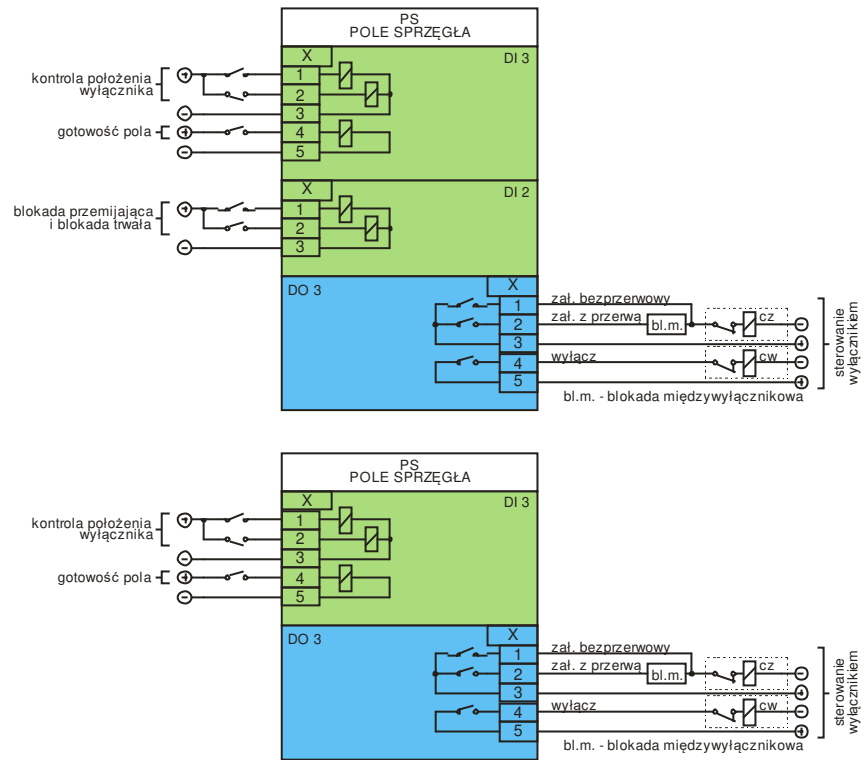 PS
POLE SPRZĘGŁA
X
DI 3
kontrola położenia
wyłącznika
1
2
3
gotowość pola
4
5
X
DI 2
blokada przemijająca
i blokada trwała
1
2
3
DO 3
X
1
zał. bezprzerwowy
2
zał. z przerwą
bl.m.
cz
3
4
wyłącz
cw
5
sterowanie
wyłącznikiem
bl.m. - blokada międzywyłącznikowa
PS
POLE SPRZĘGŁA
X
DI 3
kontrola położenia
wyłącznika
1
2
3
gotowość pola
4
5
DO 3
X
1
zał. bezprzerwowy
2
zał. z przerwą
bl.m.
cz
3
4
wyłącz
cw
5
sterowanie
wyłącznikiem
bl.m. - blokada międzywyłącznikowa